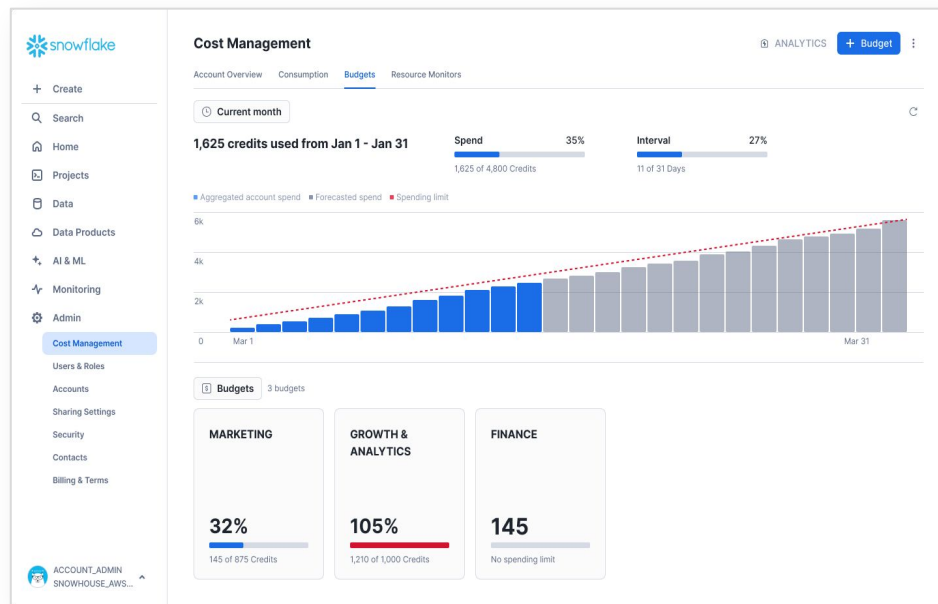 snowflake
Create
Search
Home
Projects
Data
Data Products
AI & ML
Monitoring
Admin
Cost Management
Users & Roles
Accounts
Sharing Settings
Security
Contacts
Billing & Terms
ACCOUNT_ADMIN
SNOWHOUSE_AWS...
Cost Management
ANALYTICS
+ Budget
Account Overview Consumption Budgets Resource Monitors
Current month
1,625 credits used from Jan 1 - Jan 31
Spend 35%
1,625 of 4,800 Credits
Interval 27%
11 of 31 Days
Aggregated account spend Forecasted spend Spending limit
6k
4k
2k
0 Mar 1 Mar 31
Budgets 3 budgets
MARKETING
32%
145 of 875 Credits
GROWTH &
ANALYTICS
105%
1,210 of 1,000 Credits
FINANCE
145
No spending limit